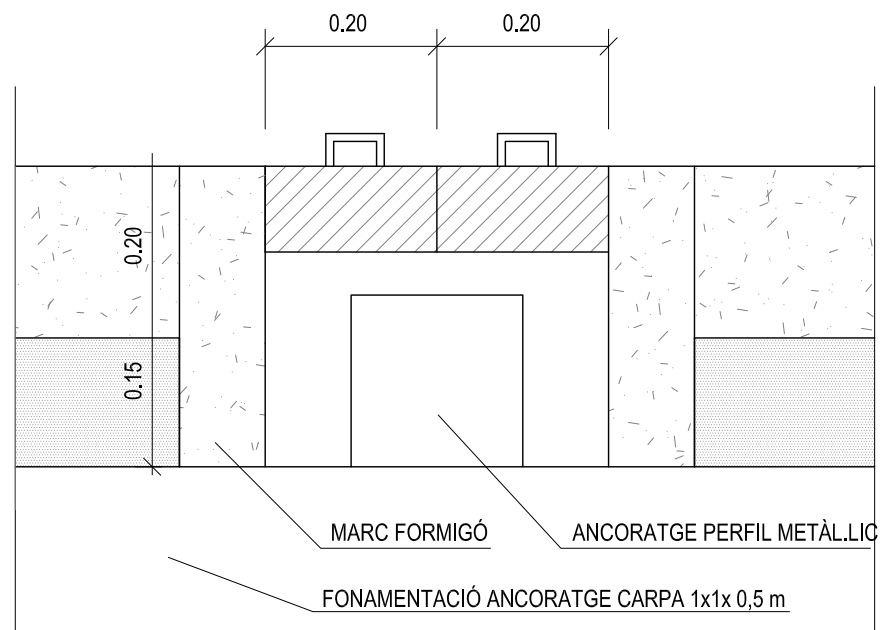 0.20
0.20
0.20
0.15
MARC FORMIGÓ
ANCORATGE PERFIL METÀL.LIC
FONAMENTACIÓ ANCORATGE CARPA 1x1x 0,5 m